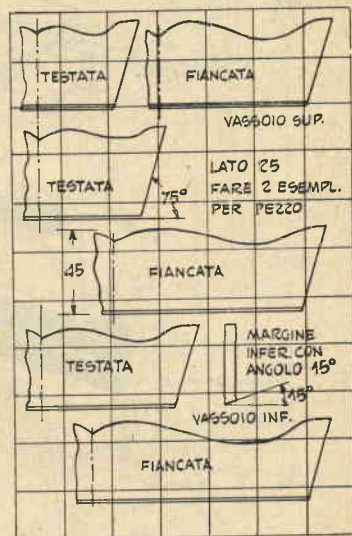 TESTATA
FIANCATA
VASSOIO SUP.
TESTATA
75°
LATO 25
FARE 2 ESEMPL.
PER PEZZO
45
FIANCATA
TESTATA
MARGINE
INFER. CON
ANGOLO 15°
15°
VASSOIO INF.
FIANCATA